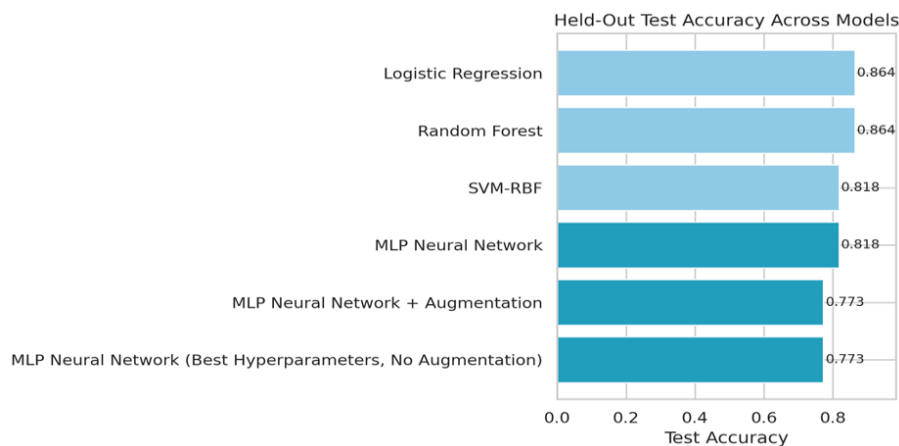 Held-Out Test Accuracy Across Models
Logistic Regression
0.864
Random Forest
0.864
SVM-RBF
0.818
MLP Neural Network
0.818
MLP Neural Network + Augmentation
0.773
MLP Neural Network (Best Hyperparameters, No Augmentation)
0.773
0.0 0.2 0.4 0.6 0.8
Test Accuracy